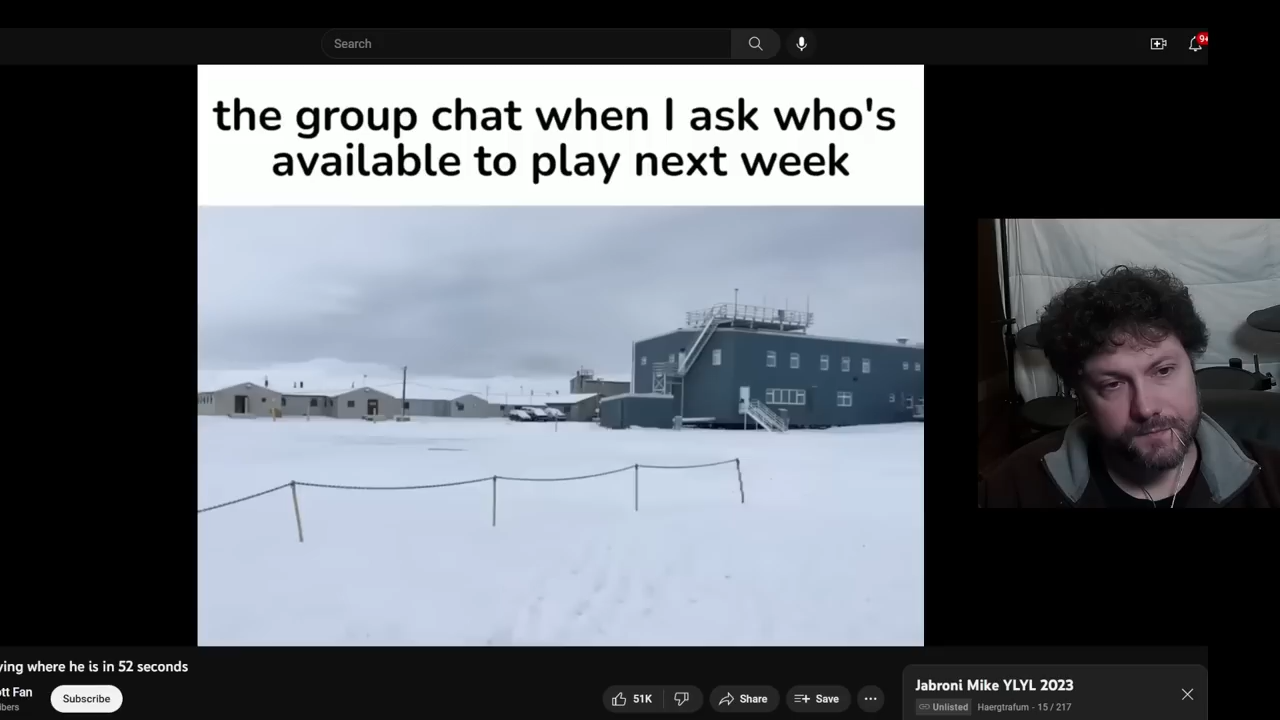 Search
9+
the group chat when I ask who's
available to play next week
ying where he is in 52 seconds
ott Fan
ibers
Subscribe
51K
Share
Save
Jabroni Mike YLYL 2023
Unlisted
Haergtrafum - 15 / 217